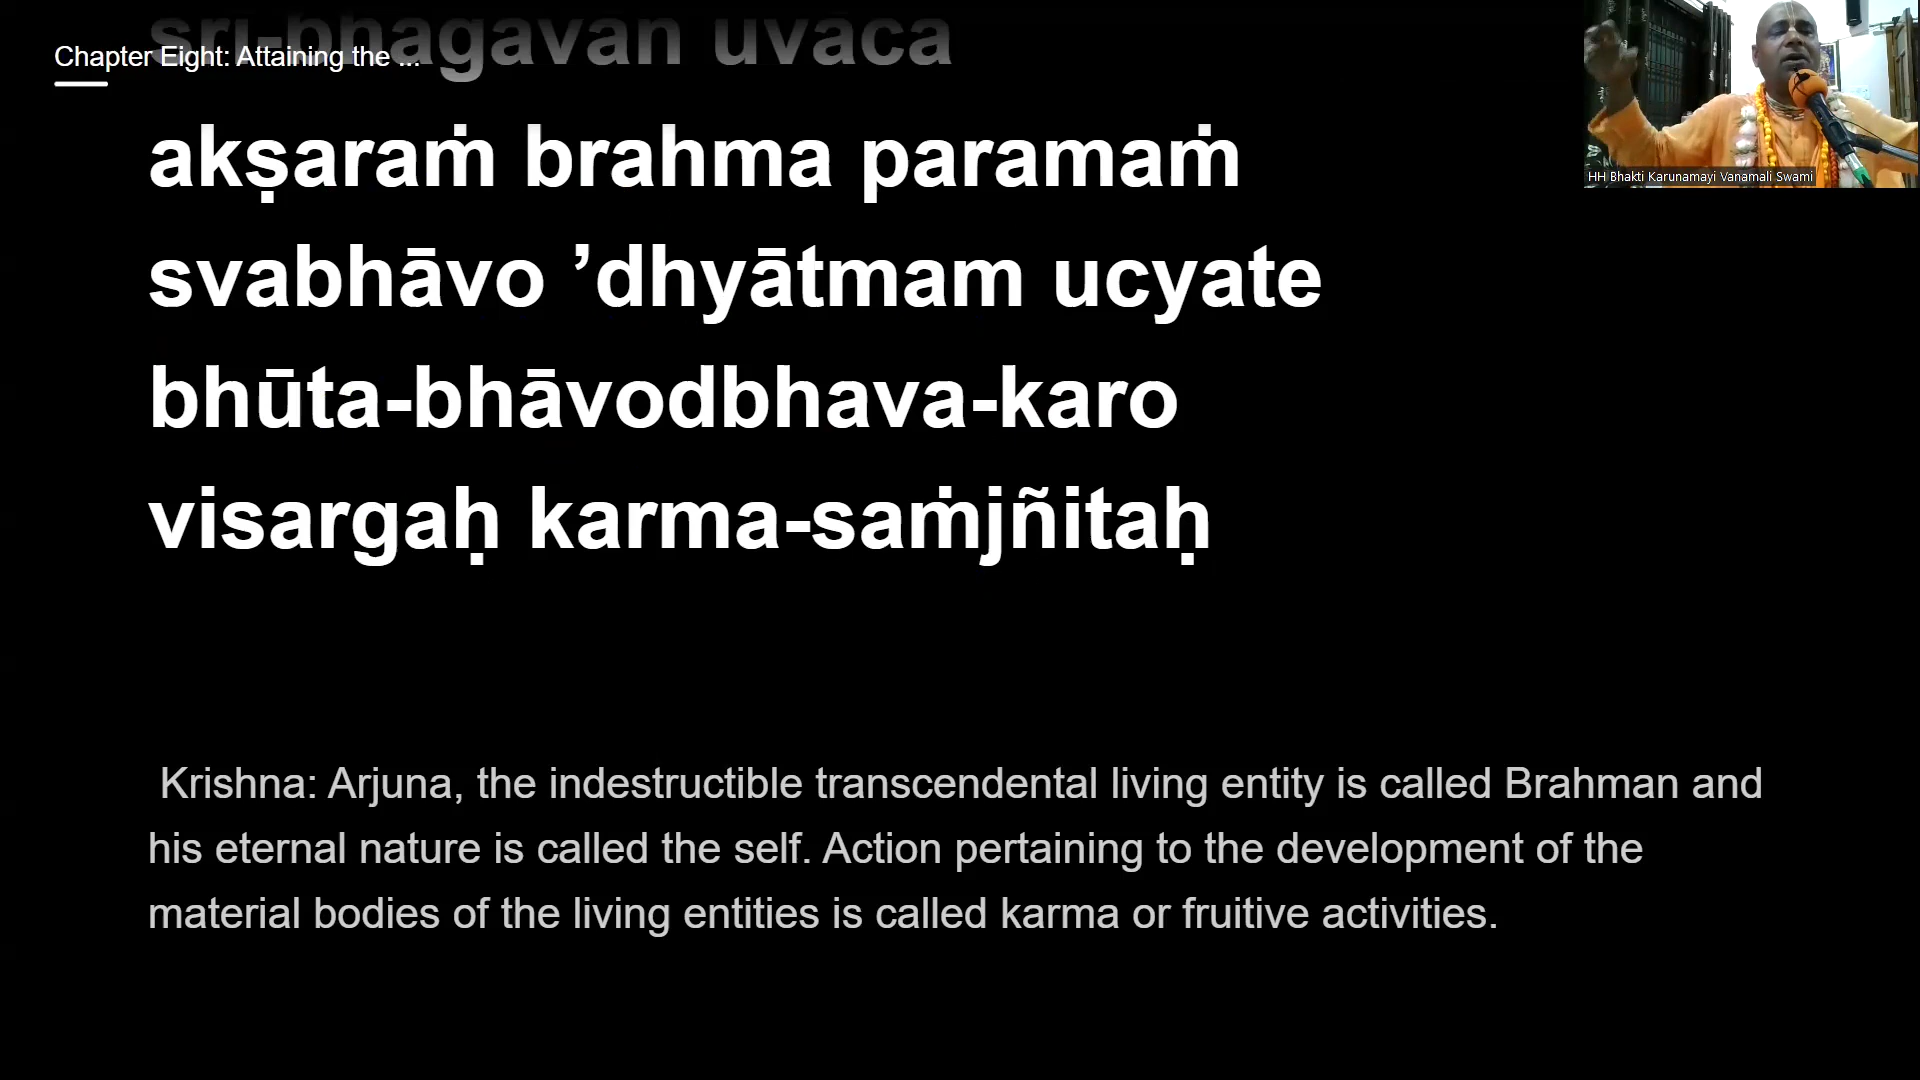 śrī-bhagavān uvāca
Chapter Eight: Attaining the ...
akṣaraṁ brahma paramaṁ
svabhāvo ’dhyātmam ucyate
bhūta-bhāvodbhava-karo
visargaḥ karma-saṁjñitaḥ
Krishna: Arjuna, the indestructible transcendental living entity is called Brahman and
his eternal nature is called the self. Action pertaining to the development of the
material bodies of the living entities is called karma or fruitive activities.
HH Bhakti Karunamayi Vanamali Swami